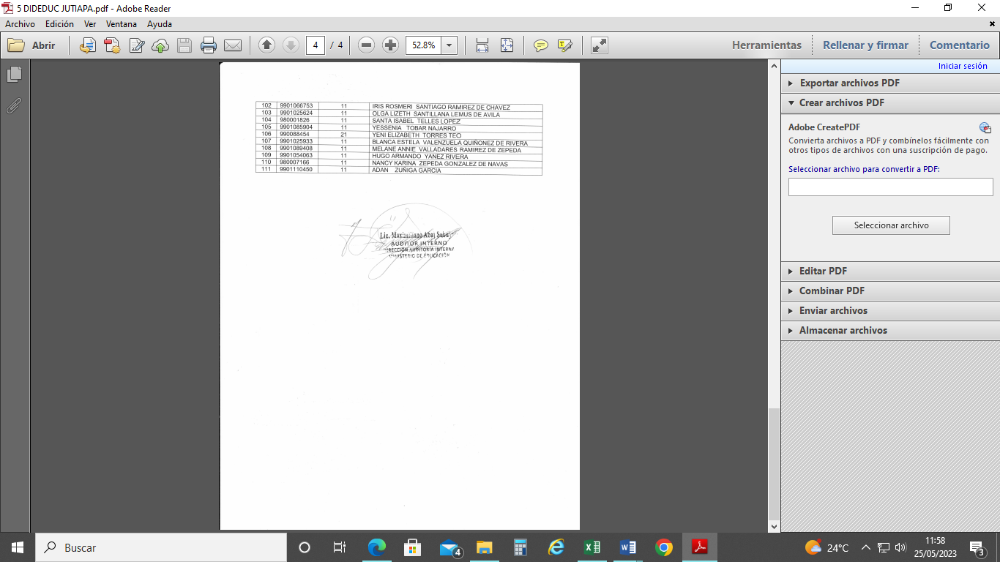 5 DIDEDUC JUTIAPA.pdf - Adobe Reader
Archivo Edición Ver Ventana Ayuda
Abrir 4 / 4 52.8% Herramientas Rellenar y firmar Comentario
Iniciar sesión
Exportar archivos PDF
Crear archivos PDF
Adobe CreatePDF
Convierta archivos a PDF y combínelos fácilmente con
otros tipos de archivos con una suscripción de pago.
Seleccionar archivo para convertir a PDF:
Seleccionar archivo
Editar PDF
Combinar PDF
Enviar archivos
Almacenar archivos
102 9901066753 11 IRIS ROSMERI SANTIAGO RAMIREZ DE CHAVEZ
103 9901025624 11 OLGA LIZETH SANTILLANA LEMUS DE AVILA
104 980001826 11 SANTA ISABEL TELLES LOPEZ
105 9901085904 11 YESSENIA TOBAR NAJARRO
106 990088454 21 YENI ELIZABETH TORRES TEO
107 9901025933 11 BLANCA ESTELA VALENZUELA QUIÑONEZ DE RIVERA
108 9901089408 11 MELANE ANNIE VALLADARES RAMIREZ DE ZEPEDA
109 9901054063 11 HUGO ARMANDO YANEZ RIVERA
110 980007166 11 NANCY KARINA ZEPEDA GONZALEZ DE NAVAS
111 9901110450 11 ADAN ZUÑIGA GARCIA
Lic. Maximiliano Abaj
AUDITOR INTERNO
DIRECCIÓN AUDITORÍA INTERNA
MINISTERIO DE EDUCACIÓN
Buscar 4 24°C 11:58
25/05/2023 3